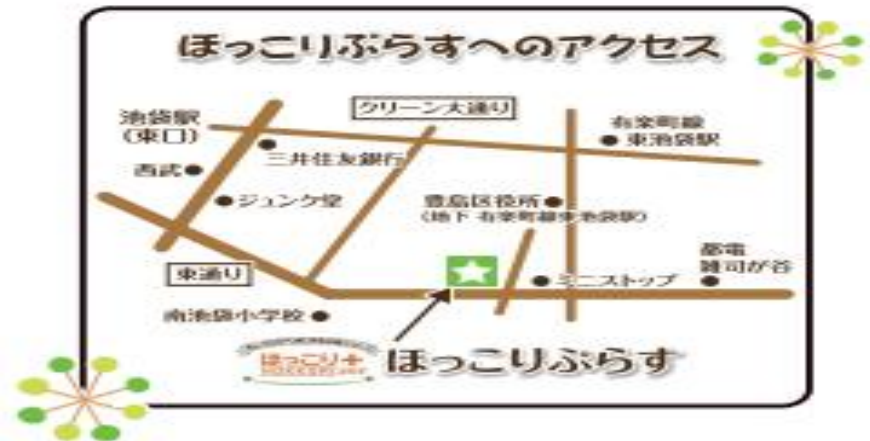 ほっこりぷらすへのアクセス
池袋駅
(東口)
グリーン大通り
有楽町線
東池袋駅
三井住友銀行
西武
ジュンク堂
豊島区役所
(地下 有楽町線東池袋駅)
都電
雑司が谷
東通り
ミニストップ
南池袋小学校
ほっこり+
ほっこりぷらす